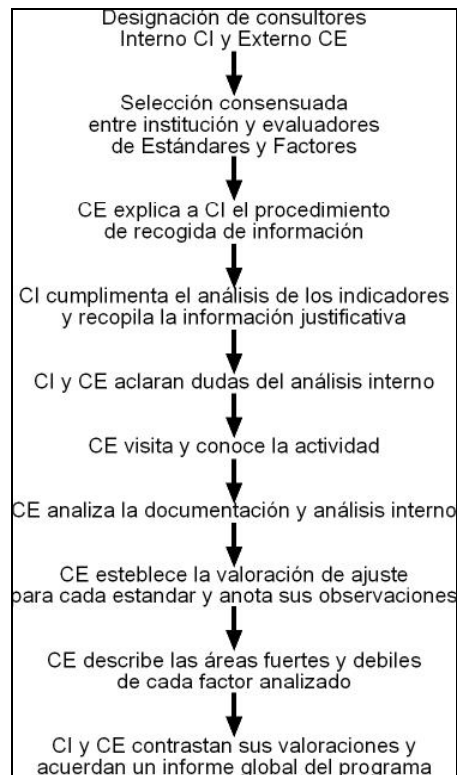 Designación de consultores
Interno CI y Externo CE
Selección consensuada
entre institución y evaluadores
de Estándares y Factores
CE explica a CI el procedimiento
de recogida de información
CI cumplimenta el análisis de los indicadores
y recopila la información justificativa
CI y CE aclaran dudas del análisis interno
CE visita y conoce la actividad
CE analiza la documentación y análisis interno
CE esteblece la valoración de ajuste
para cada estandar y anota sus observaciones
CE describe las áreas fuertes y debiles
de cada factor analizado
CI y CE contrastan sus valoraciones y
acuerdan un informe global del programa